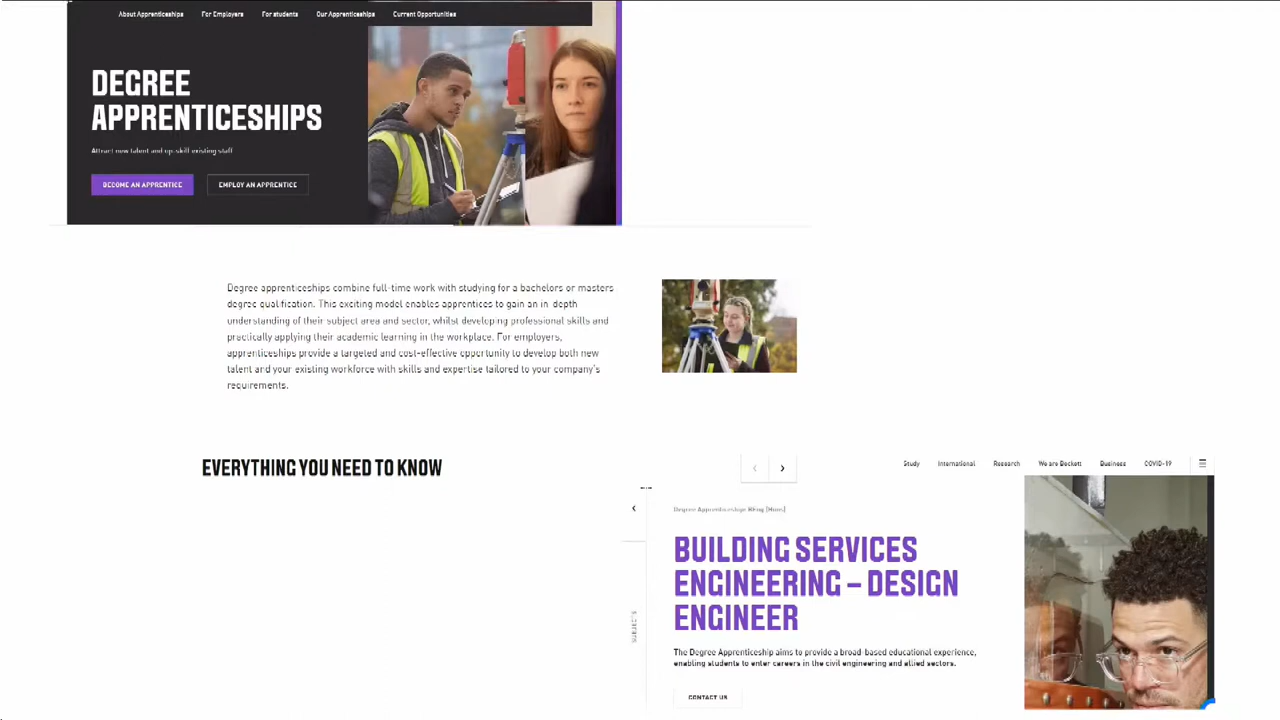 About Apprenticeships For Employers For students Our Apprenticeships Current Opportunities
DEGREE
APPRENTICESHIPS
Attract new talent and up-skill existing staff
BECOME AN APPRENTICE EMPLOY AN APPRENTICE
Degree apprenticeships combine full-time work with studying for a bachelors or masters
degree qualification. This exciting model enables apprentices to gain an in-depth
understanding of their subject area and sector, whilst developing professional skills and
practically applying their academic learning in the workplace. For employers,
apprenticeships provide a targeted and cost-effective opportunity to develop both new
talent and your existing workforce with skills and expertise tailored to your company's
requirements.
EVERYTHING YOU NEED TO KNOW
Study International Research We are Beckett Business COVID-19
Degree Apprenticeships BEng (Hons)
BUILDING SERVICES
ENGINEERING – DESIGN
ENGINEER
The Degree Apprenticeship aims to provide a broad-based educational experience,
enabling students to enter careers in the civil engineering and allied sectors.
CONTACT US